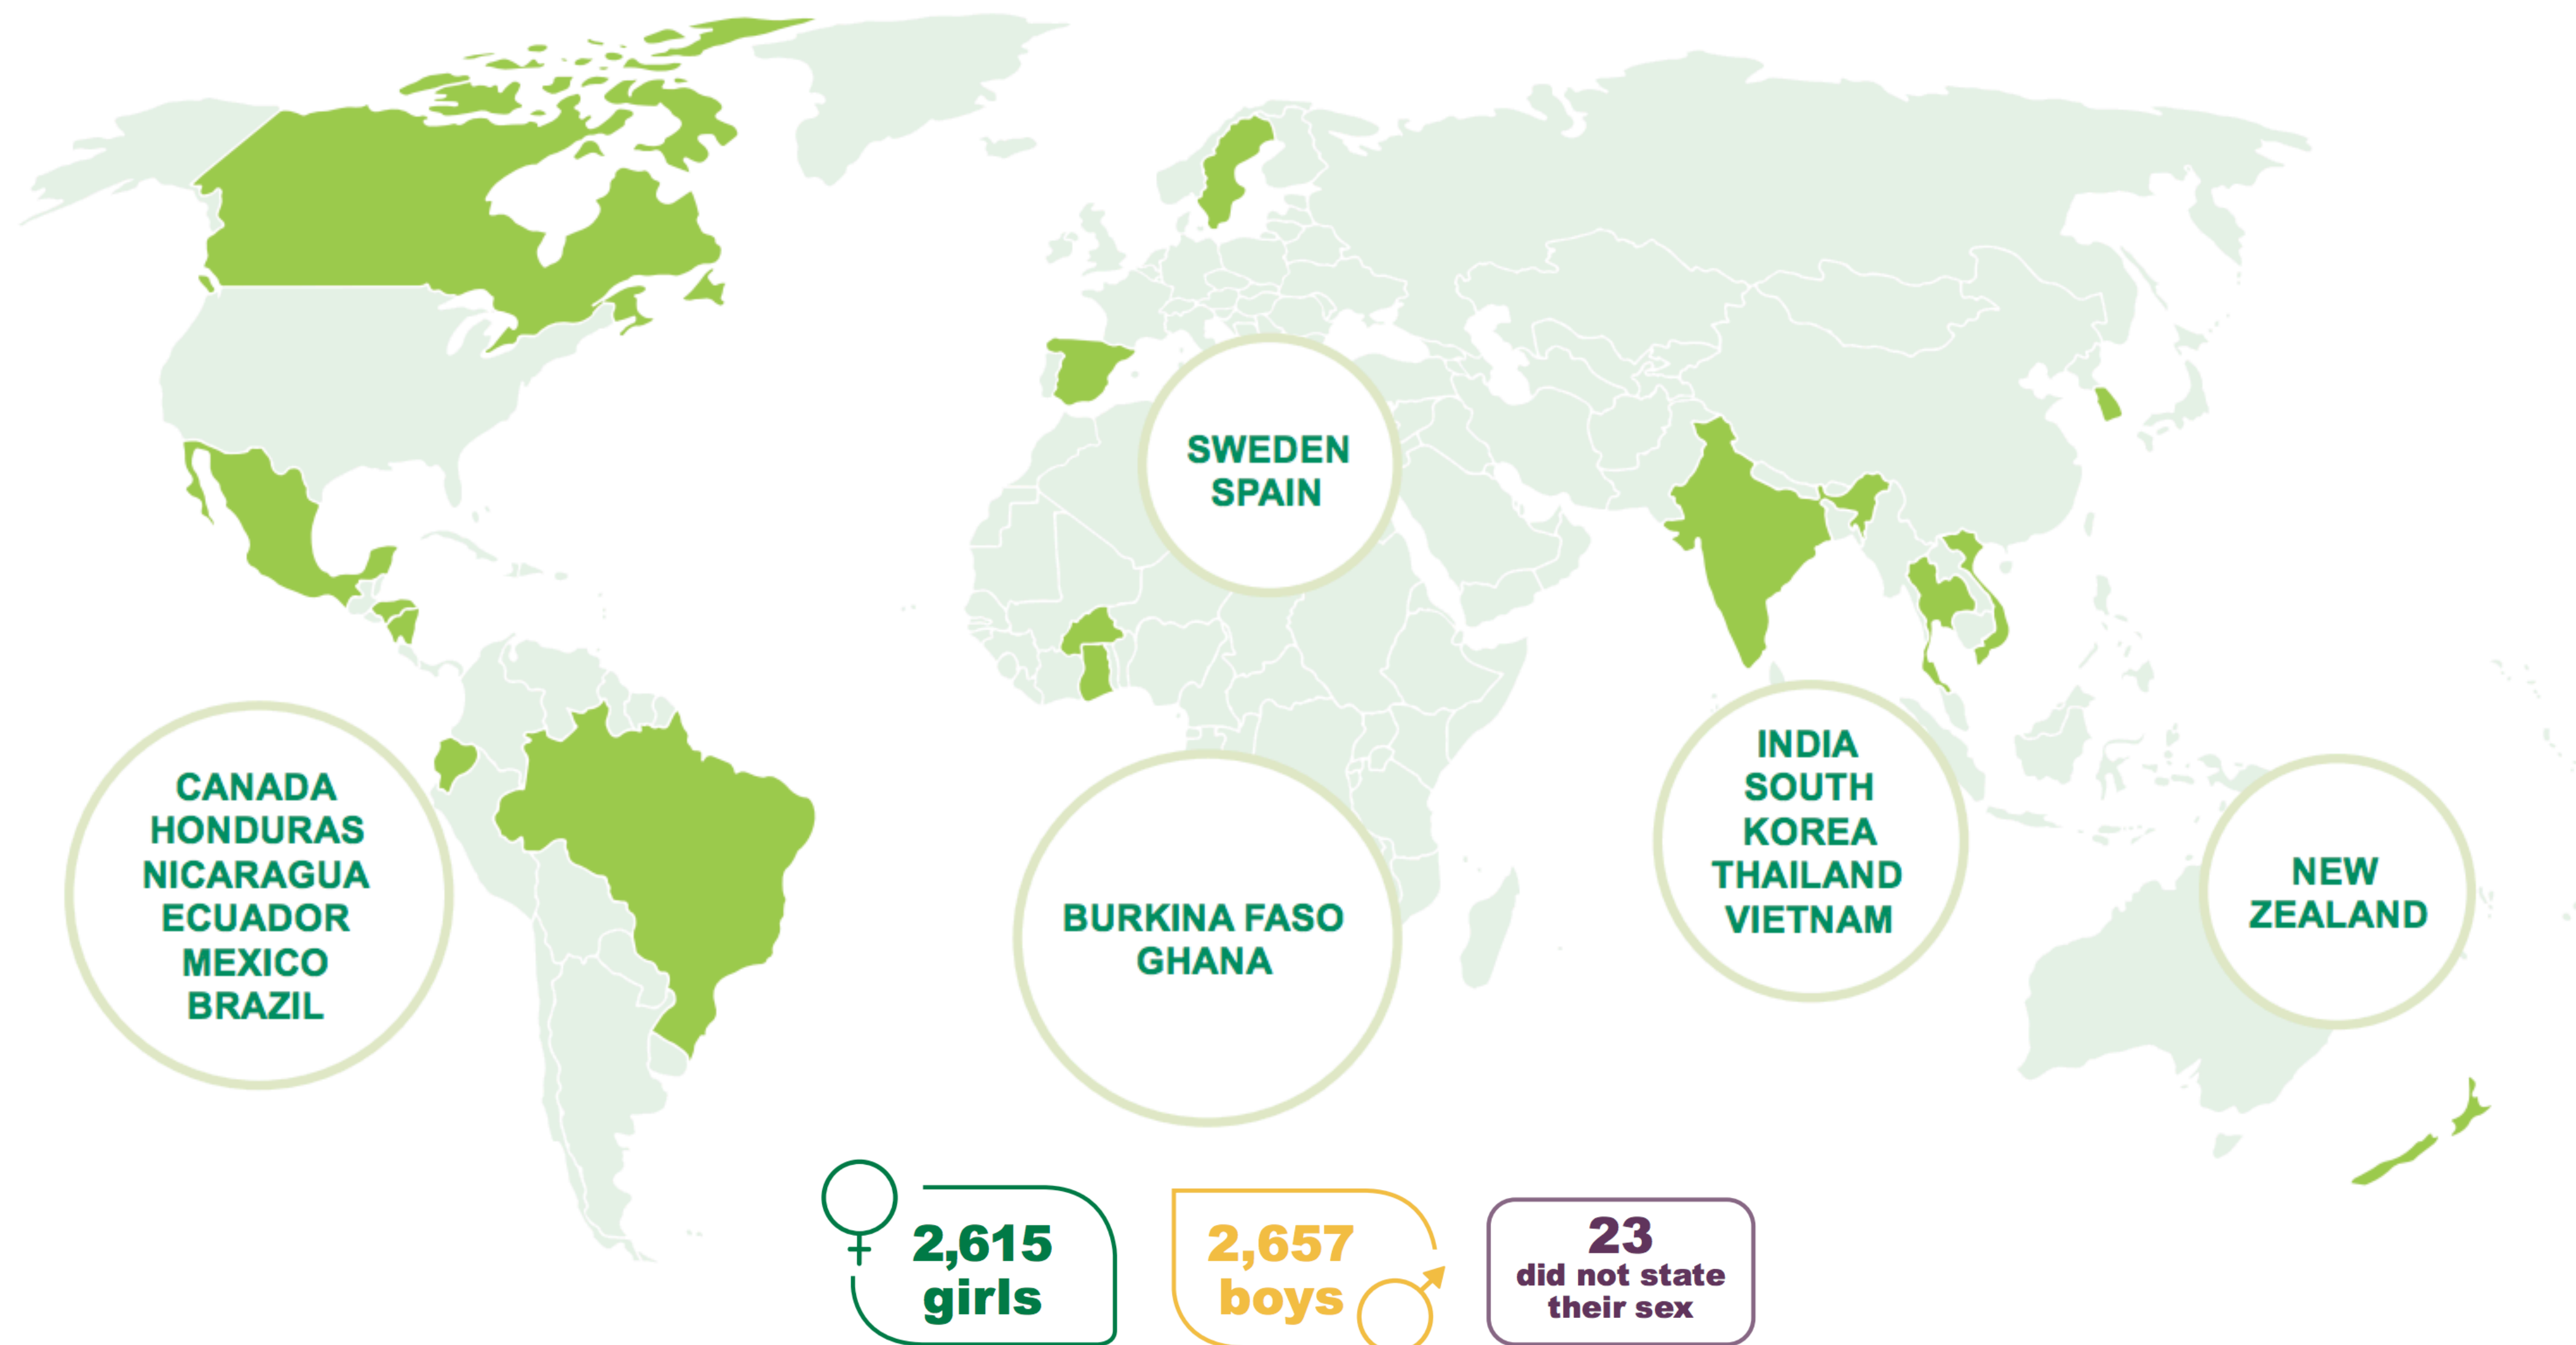 SWEDEN
SPAIN
CANADA
HONDURAS
NICARAGUA
ECUADOR
MEXICO
BRAZIL
BURKINA FASO
GHANA
INDIA
SOUTH
KOREA
THAILAND
VIETNAM
NEW
ZEALAND
2,615
girls
2,657
boys
23
did not state
their sex